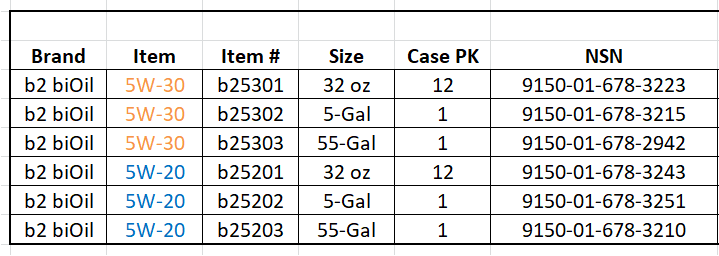 Brand Item Item # Size Case PK NSN
b2 biOil 5W-30 b25301 32 oz 12 9150-01-678-3223
b2 biOil 5W-30 b25302 5-Gal 1 9150-01-678-3215
b2 biOil 5W-30 b25303 55-Gal 1 9150-01-678-2942
b2 biOil 5W-20 b25201 32 oz 12 9150-01-678-3243
b2 biOil 5W-20 b25202 5-Gal 1 9150-01-678-3251
b2 biOil 5W-20 b25203 55-Gal 1 9150-01-678-3210